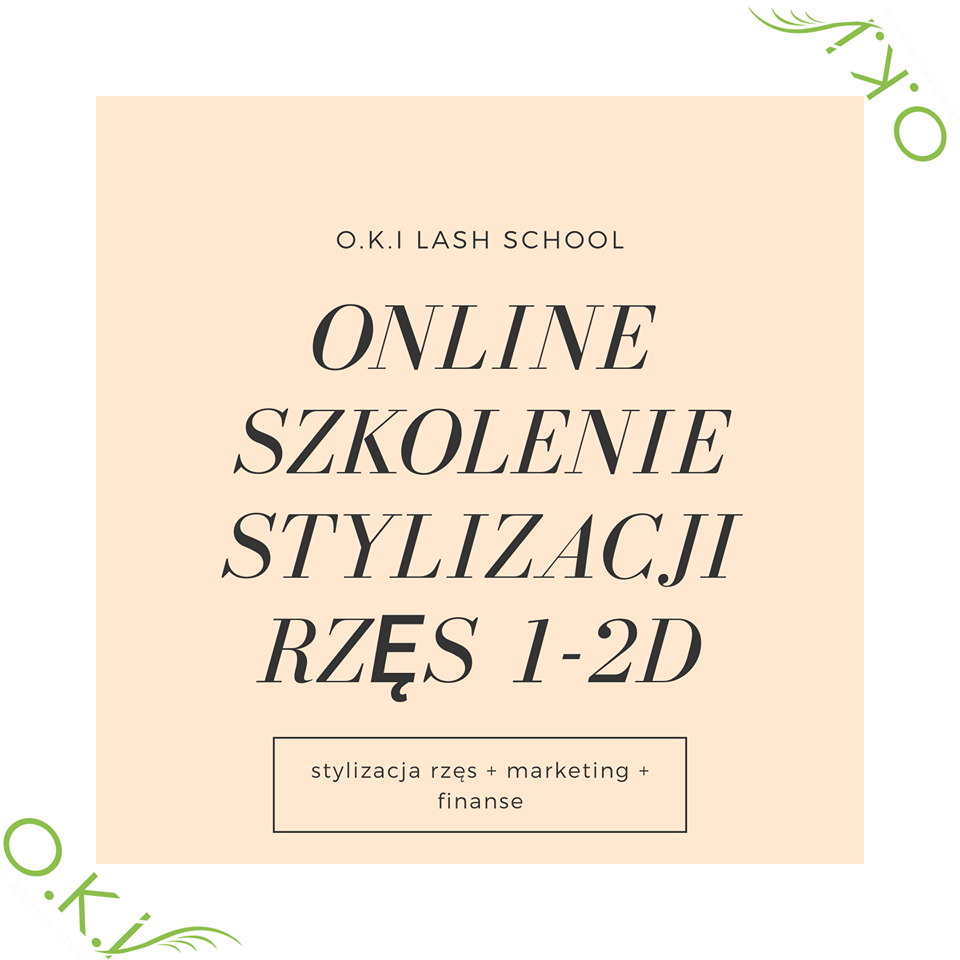 O.K.i
O.K.I LASH SCHOOL
ONLINE
SZKOLENIE
STYLIZACJI
RZĘS 1-2D
stylizacja rzęs + marketing +
finanse
O.K.i